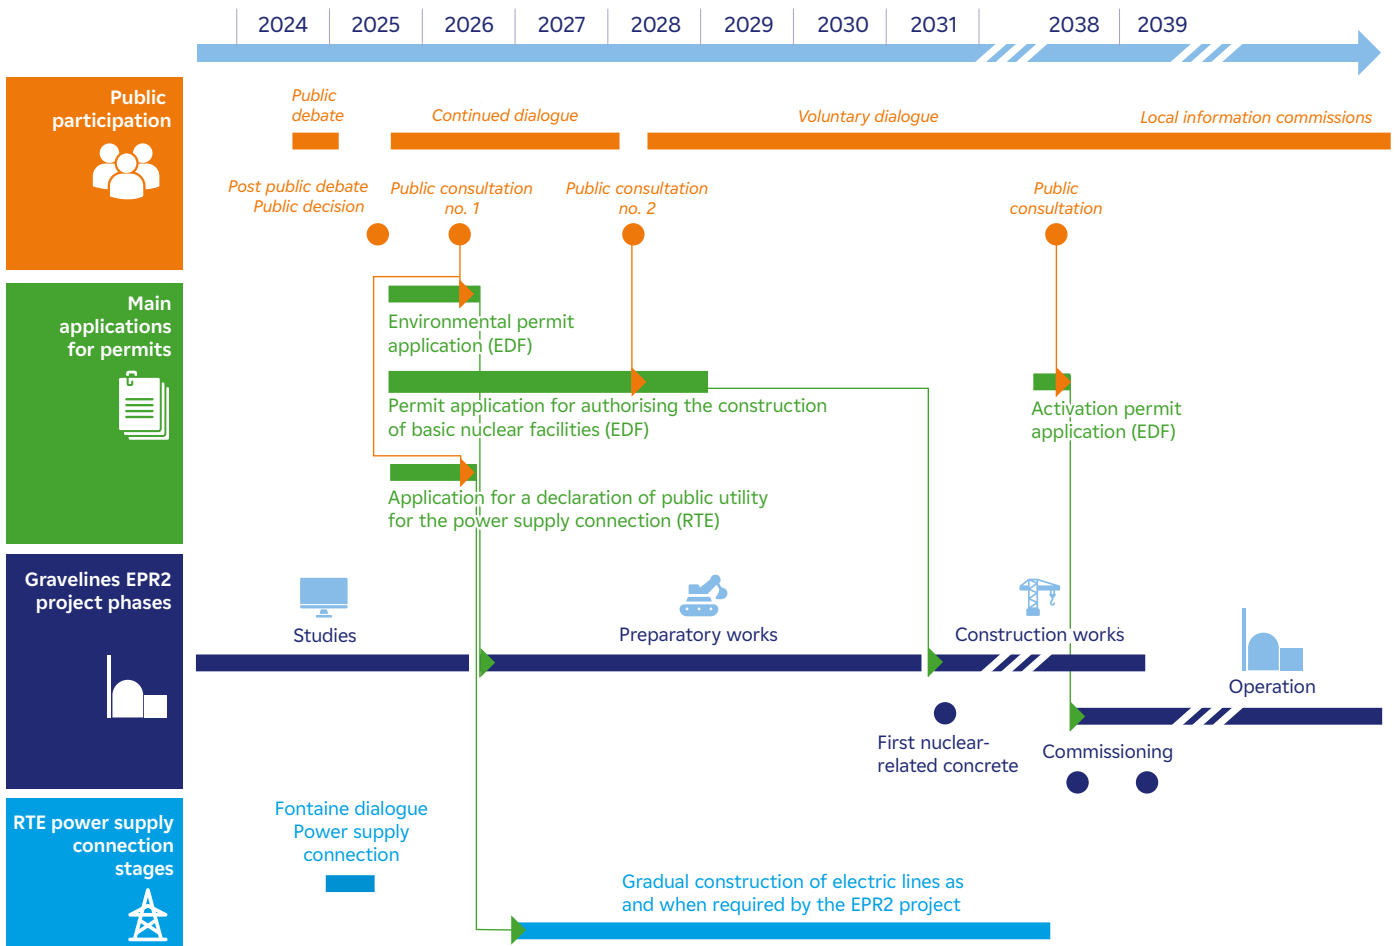 2024 2025 2026 2027 2028 2029 2030 2031 2038 2039
Public
participation
Public
debate
Continued dialogue
Voluntary dialogue
Local information commissions
Post public debate
Public decision
Public consultation
no. 1
Public consultation
no. 2
Public
consultation
Main
applications
for permits
Environmental permit
application (EDF)
Permit application for authorising the construction
of basic nuclear facilities (EDF)
Activation permit
application (EDF)
Application for a declaration of public utility
for the power supply connection (RTE)
Gravelines EPR2
project phases
Studies
Preparatory works
Construction works
Operation
First nuclear-
related concrete
Commissioning
RTE power supply
connection
stages
Fontaine dialogue
Power supply
connection
Gradual construction of electric lines as
and when required by the EPR2 project